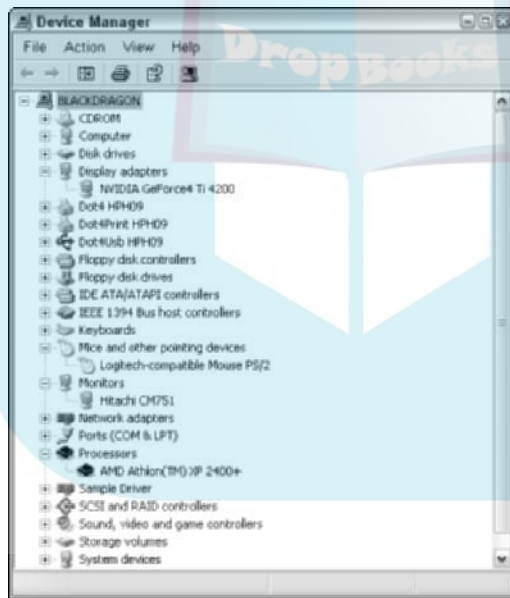 Device Manager
File Action View Help
DropBooks
BLACKDRAGON
CDROM
Computer
Disk drives
Display adapters
NVIDIA GeForce4 Ti 4200
Dot4 HPH09
Dot4Print HPH09
Dot4Usb HPH09
Floppy disk controllers
Floppy disk drives
IDE ATA/ATAPI controllers
IEEE 1394 Bus host controllers
Keyboards
Mice and other pointing devices
Logitech-compatible Mouse PS/2
Monitors
Hitachi CM751
Network adapters
Ports (COM & LPT)
Processors
AMD Athlon(TM) XP 2400+
Sample Driver
SCSI and RAID controllers
Sound, video and game controllers
Storage volumes
System devices